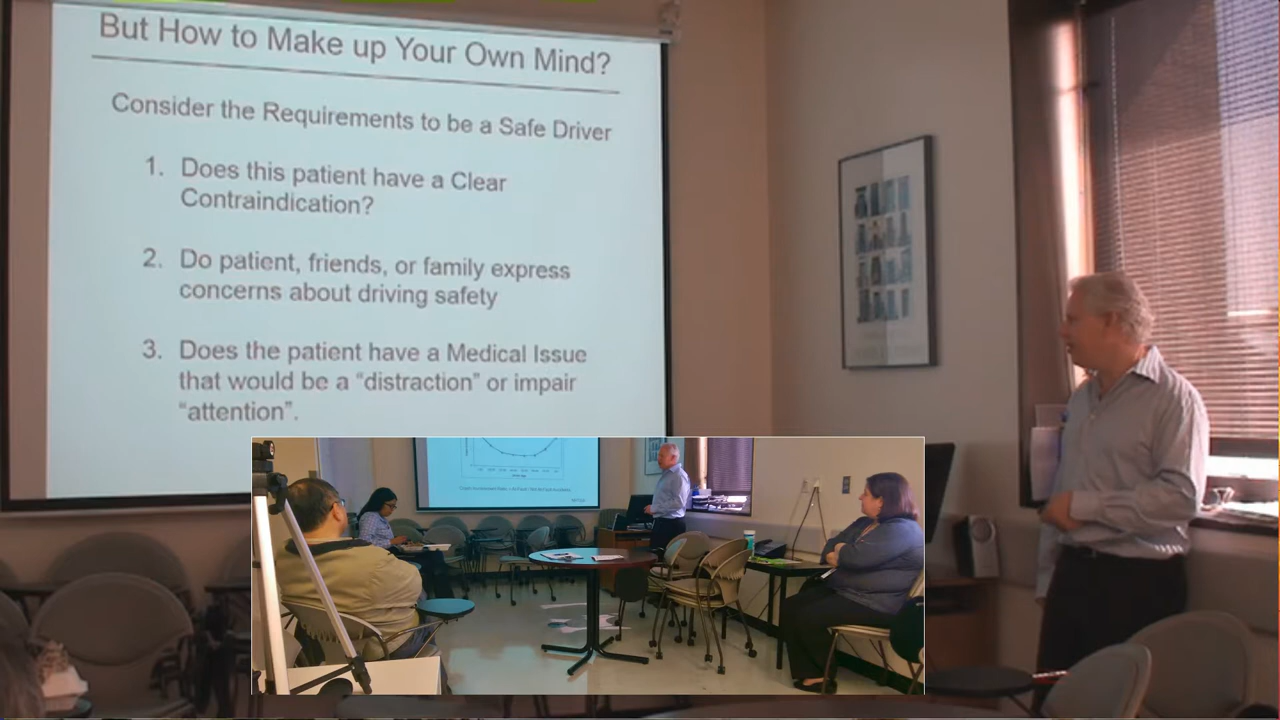 But How to Make up Your Own Mind?
Consider the Requirements to be a Safe Driver
1. Does this patient have a Clear
Contraindication?
2. Do patient, friends, or family express
concerns about driving safety
3. Does the patient have a Medical Issue
that would be a “distraction” or impair
“attention”.